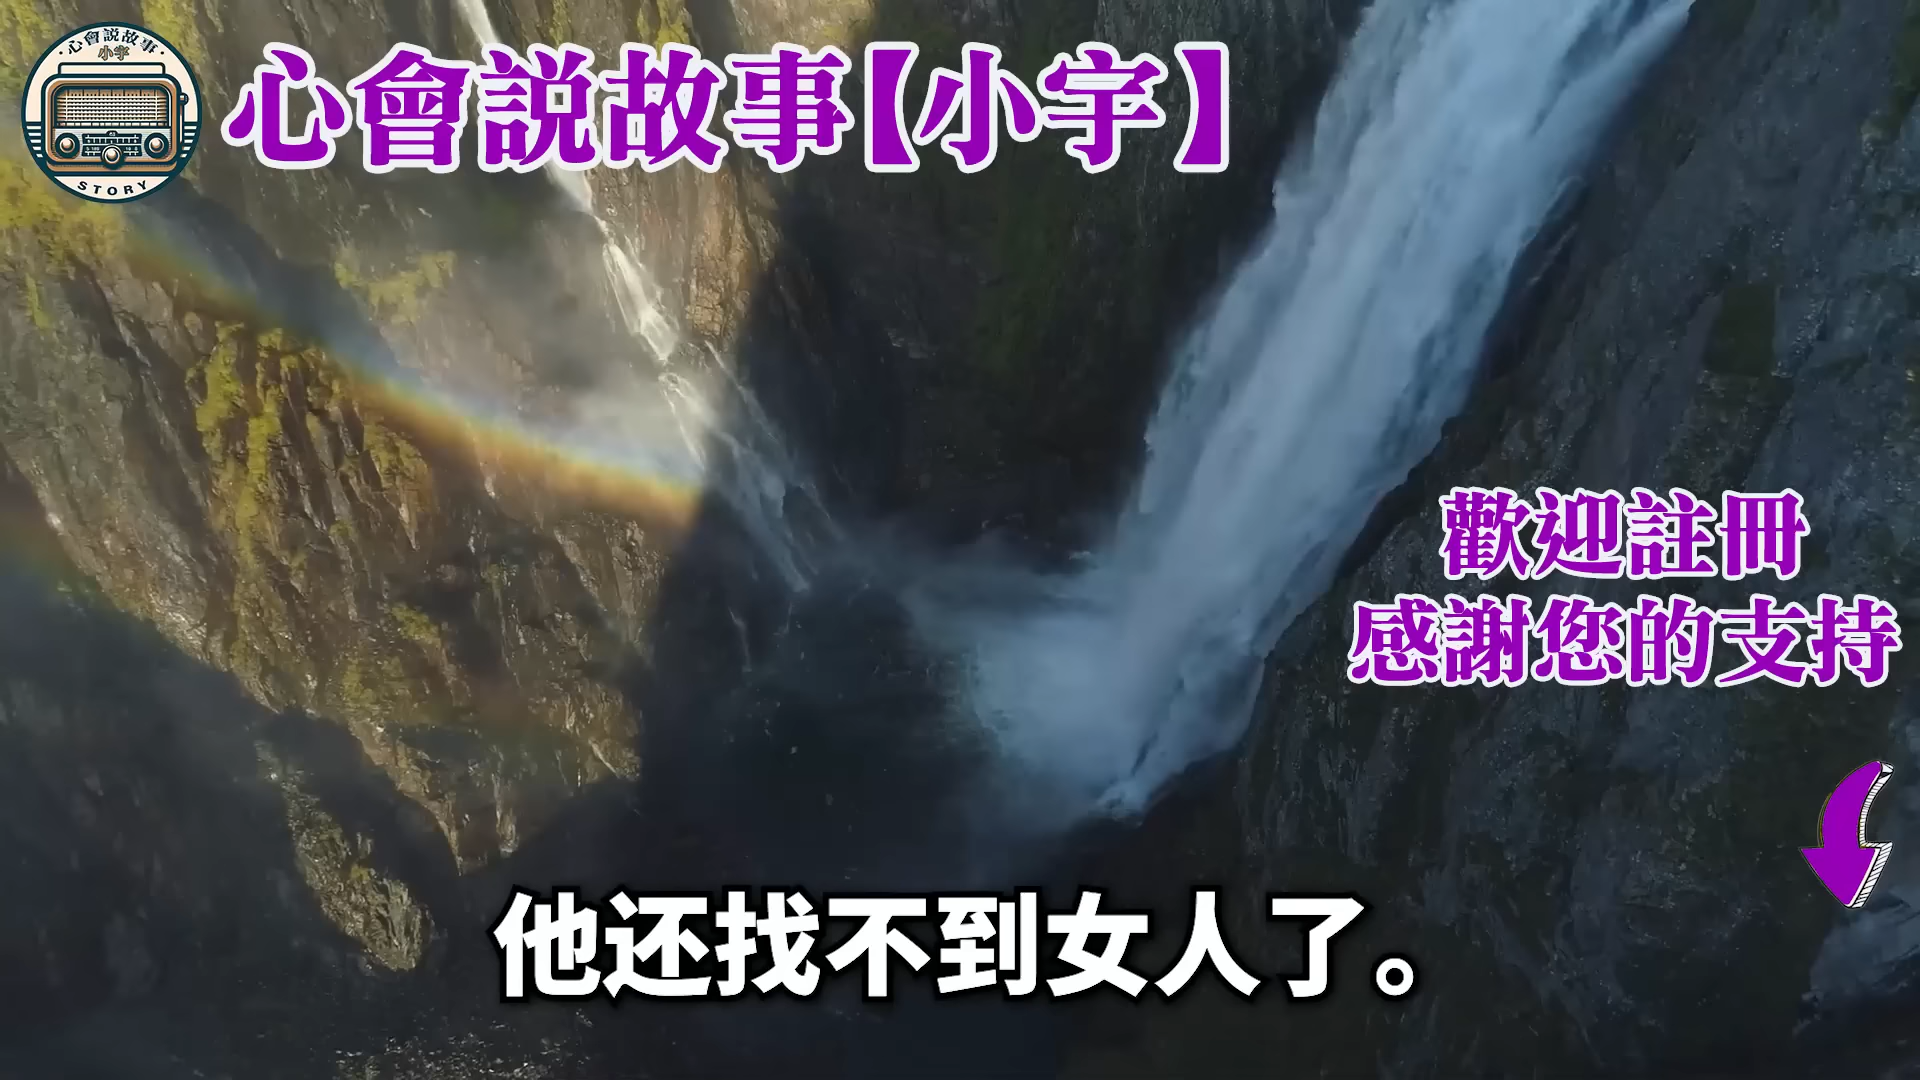 心會説故事
小宇
STORY
心會説故事【小宇】
歡迎註冊
感謝您的支持
他还找不到女人了。